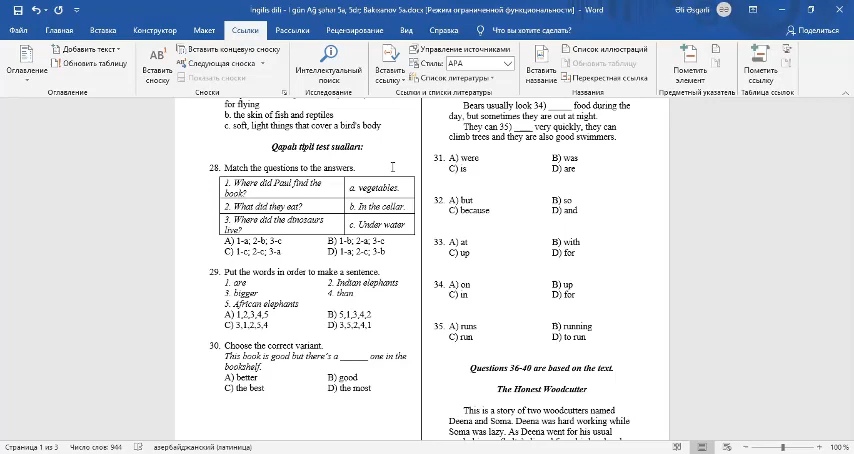 İngilis dili - I gün Ağ şəhər 5a, 5dr; Bakıxanov 5a.docx [Режим ограниченной функциональности] - Word
Əli Əsgərli ƏƏ
Файл Главная Вставка Конструктор Макет Ссылки Рассылки Рецензирование Вид Справка Что вы хотите сделать? Поделиться
Оглавление
Добавить текст
Обновить таблицу
Оглавление
AB
Вставить сноску
Вставить концевую сноску
Следующая сноска
Показать сноски
Сноски
Интеллектуальный поиск
Исследование
Вставить ссылку
Управление источниками
Стиль: APA
Список литературы
Ссылки и списки литературы
Вставить название
Список иллюстраций
Обновить таблицу
Перекрестная ссылка
Названия
Пометить элемент
Предметный указатель
Пометить ссылку
Таблица ссылок
for flying
b. the skin of fish and reptiles
c. soft, light things that cover a bird's body
Qapalı tipli test sualları:
28. Match the questions to the answers.
1. Where did Paul find the book? a. vegetables.
2. What did they eat? b. In the cellar.
3. Where did the dinosaurs live? c. Under water
A) 1-a; 2-b; 3-c B) 1-b; 2-a; 3-c
C) 1-c; 2-c; 3-a D) 1-a; 2-c; 3-b
29. Put the words in order to make a sentence.
1. are 2. Indian elephants
3. bigger 4. than
5. African elephants
A) 1,2,3,4,5 B) 5,1,3,4,2
C) 3,1,2,5,4 D) 3,5,2,4,1
30. Choose the correct variant.
This book is good but there's a ______ one in the
bookshelf.
A) better B) good
C) the best D) the most
Bears usually look 34) _____ food during the
day, but sometimes they are out at night.
They can 35) ____ very quickly, they can
climb trees and they are also good swimmers.
31. A) were B) was
C) is D) are
32. A) but B) so
C) because D) and
33. A) at B) with
C) up D) for
34. A) on B) up
C) in D) for
35. A) runs B) running
C) run D) to run
Questions 36-40 are based on the text.
The Honest Woodcutter
This is a story of two woodcutters named
Deena and Soma. Deena was hard working while
Soma was lazy. As Deena went for his usual
Страница 1 из 3 Число слов: 944 азербайджанский (латиница) 100 %